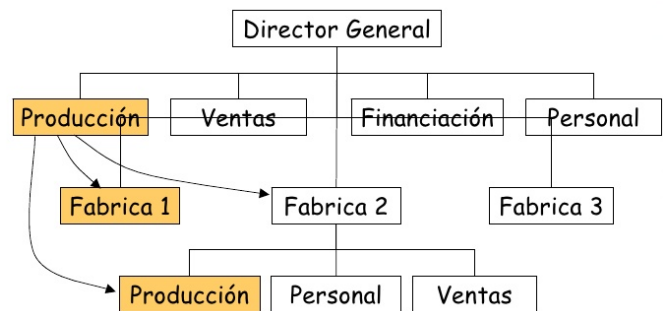 Director General
Producción
Ventas
Financiación
Personal
Fabrica 1
Fabrica 2
Fabrica 3
Producción
Personal
Ventas